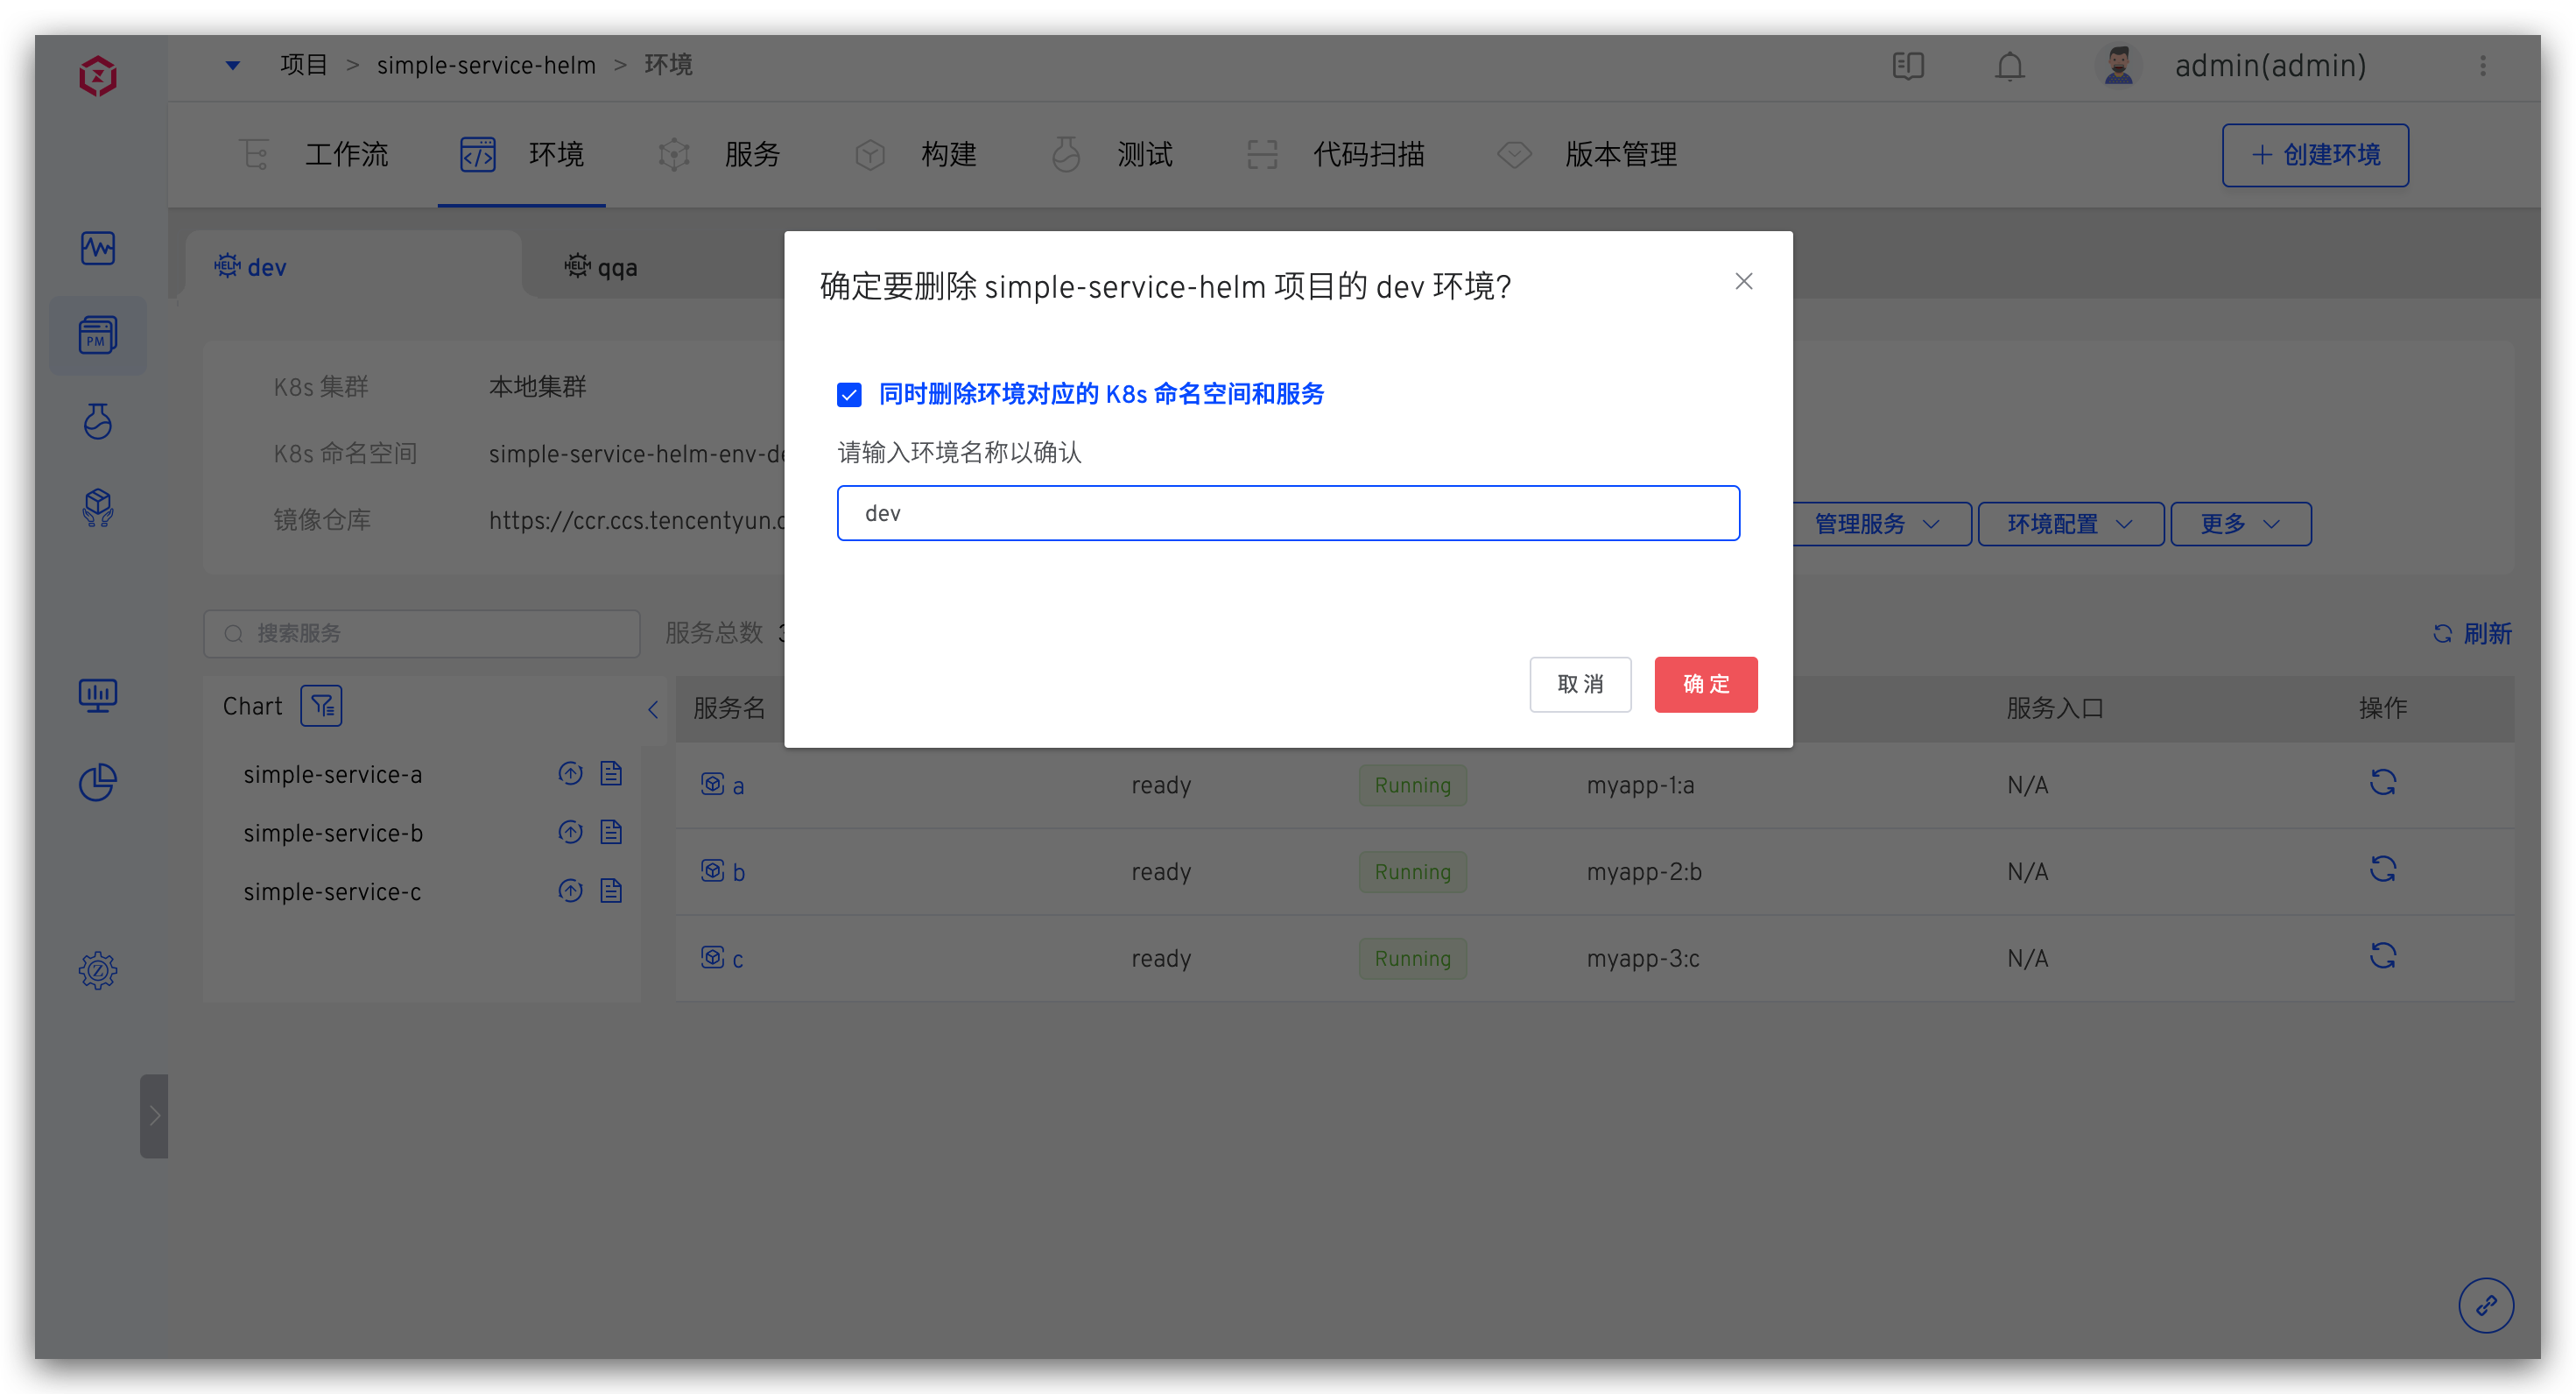 项目 > simple-service-helm > 环境
admin(admin)
工作流 环境 服务 构建 测试 代码扫描 版本管理
+ 创建环境
HELM dev
HELM qqa
PM
确定要删除 simple-service-helm 项目的 dev 环境?
同时删除环境对应的 K8s 命名空间和服务
请输入环境名称以确认
dev
取消 确定
K8s 集群 本地集群
K8s 命名空间 simple-service-helm-env-de
镜像仓库 https://ccr.ccs.tencentyun.c
管理服务 环境配置 更多
搜索服务 服务总数
刷新
Chart
simple-service-a
simple-service-b
simple-service-c
服务名 服务入口 操作
a ready Running myapp-1:a N/A
b ready Running myapp-2:b N/A
c ready Running myapp-3:c N/A